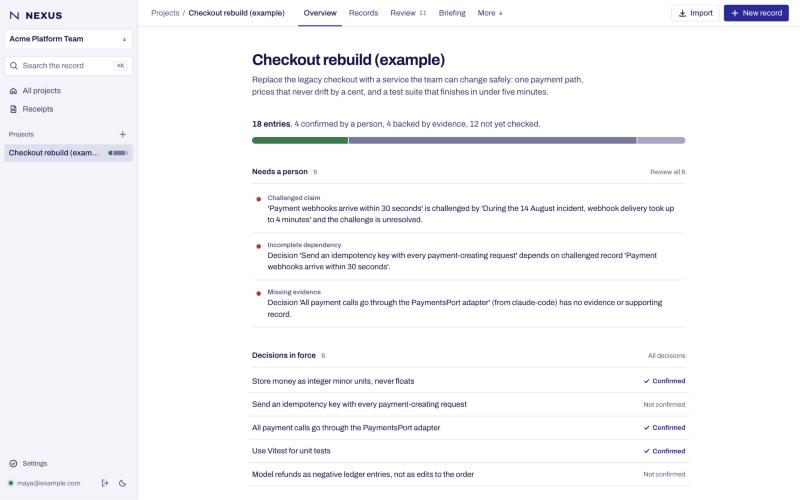 NEXUS
Acme Platform Team
Search the record ⌘K
All projects
Receipts
Projects
Checkout rebuild (exam...
Settings
maya@example.com
Projects / Checkout rebuild (example)
Overview Records Review 11 Briefing More
Import
New record
Checkout rebuild (example)
Replace the legacy checkout with a service the team can change safely: one payment path,
prices that never drift by a cent, and a test suite that finishes in under five minutes.
18 entries. 4 confirmed by a person, 4 backed by evidence, 12 not yet checked.
Needs a person 6 Review all 6
Challenged claim
'Payment webhooks arrive within 30 seconds' is challenged by 'During the 14 August incident, webhook delivery took up
to 4 minutes' and the challenge is unresolved.
Incomplete dependency
Decision 'Send an idempotency key with every payment-creating request' depends on challenged record 'Payment
webhooks arrive within 30 seconds'.
Missing evidence
Decision 'All payment calls go through the PaymentsPort adapter' (from claude-code) has no evidence or supporting
record.
Decisions in force 6 All decisions
Store money as integer minor units, never floats Confirmed
Send an idempotency key with every payment-creating request Not confirmed
All payment calls go through the PaymentsPort adapter Confirmed
Use Vitest for unit tests Confirmed
Model refunds as negative ledger entries, not as edits to the order Not confirmed